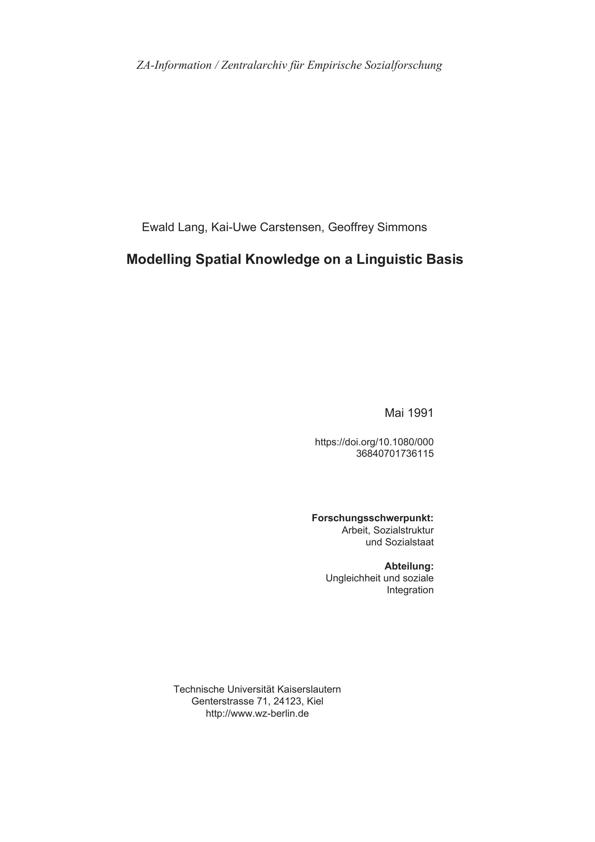 ZA-Information / Zentralarchiv für Empirische Sozialforschung
Ewald Lang, Kai-Uwe Carstensen, Geoffrey Simmons
Modelling Spatial Knowledge on a Linguistic Basis
Mai 1991
https://doi.org/10.1080/000
36840701736115
Forschungsschwerpunkt:
Arbeit, Sozialstruktur
und Sozialstaat
Abteilung:
Ungleichheit und soziale
Integration
Technische Universität Kaiserslautern
Genterstrasse 71, 24123, Kiel
http://www.wz-berlin.de